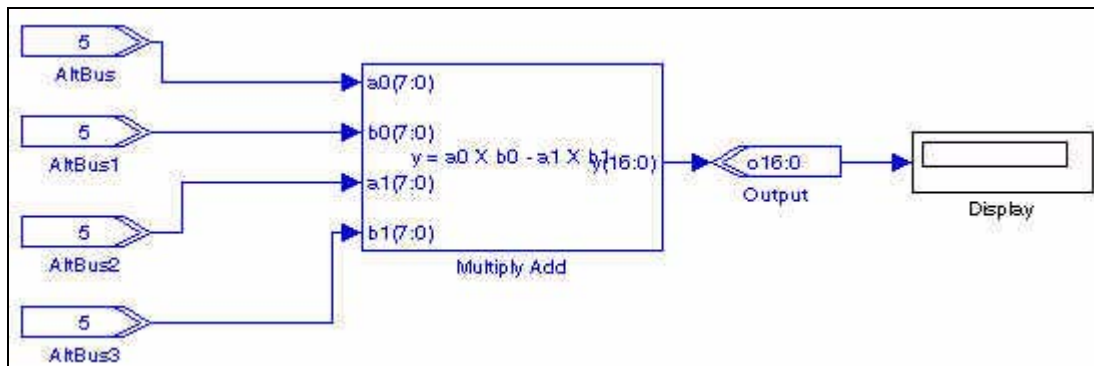 5
AltBus
5
AltBus1
5
AltBus2
5
AltBus3
a0(7:0)
b0(7:0)
a1(7:0)
b1(7:0)
y = a0 X b0 - a1 X b1
y(16:0)
Multiply Add
o16:0
Output
Display